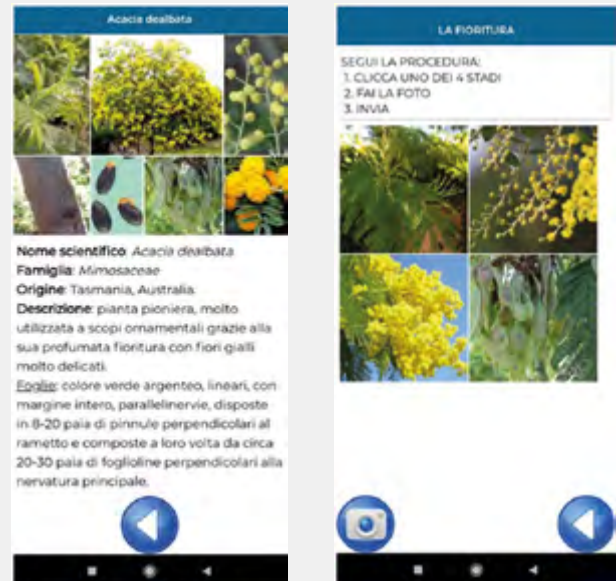 Acacia dealbata
Nome scientifico: Acacia dealbata
Famiglia: Mimosaceae
Origine: Tasmania, Australia.
Descrizione: pianta pioniera, molto
utilizzata a scopi ornamentali grazie alla
sua profumata fioritura con fiori gialli
molto delicati.
Foglie: colore verde argenteo, lineari, con
margine intero, parallelinervie, disposte
in 8-20 paia di pinnule perpendicolari al
rametto e composte a loro volta da circa
20-30 paia di foglioline perpendicolari alla
nervatura principale.
LA FIORITURA
SEGUI LA PROCEDURA:
1. CLICCA UNO DEI 4 STADI
2. FAI LA FOTO
3. INVIA